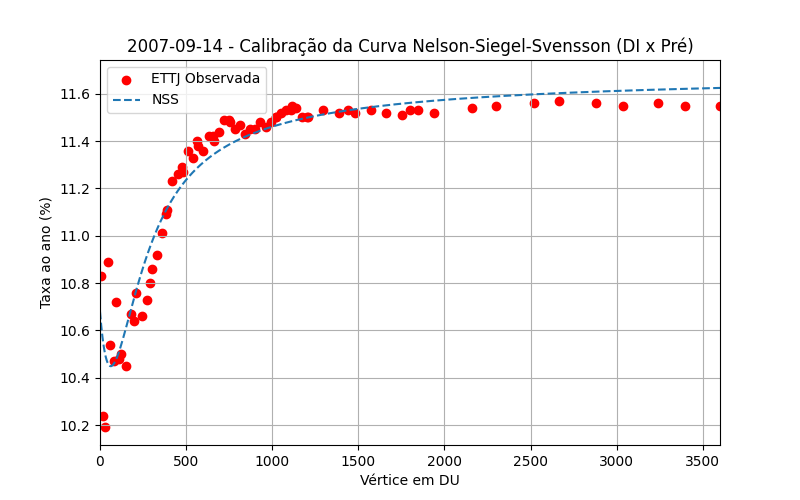 2007-09-14 - Calibração da Curva Nelson-Siegel-Svensson (DI x Pré)
ETTJ Observada
NSS
Taxa ao ano (%)
11.6
11.4
11.2
11.0
10.8
10.6
10.4
10.2
0 500 1000 1500 2000 2500 3000 3500
Vértice em DU